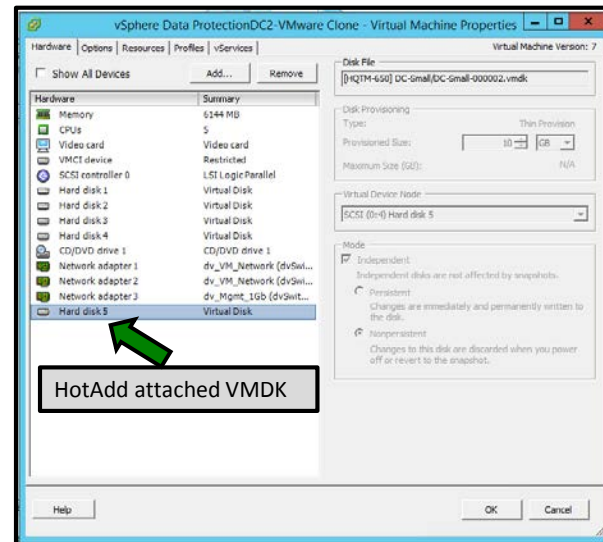 vSphere Data ProtectionDC2-VMware Clone - Virtual Machine Properties
Hardware Options Resources Profiles vServices Virtual Machine Version: 7
Show All Devices Add... Remove
Hardware Summary
Memory 6144 MB
CPUs 5
Video card Video card
VMCI device Restricted
SCSI controller 0 LSI Logic Parallel
Hard disk 1 Virtual Disk
Hard disk 2 Virtual Disk
Hard disk 3 Virtual Disk
Hard disk 4 Virtual Disk
CD/DVD drive 1 CD/DVD drive 1
Network adapter 1 dv_VM_Network (dvSwi...
Network adapter 2 dv_VM_Network (dvSwi...
Network adapter 3 dv_Mgmt_1Gb (dvSwit...
Hard disk 5 Virtual Disk
HotAdd attached VMDK
Disk File
[HQTM-650] DC-Small/DC-Small-000002.vmdk
Disk Provisioning
Type: Thin Provision
Provisioned Size: 10 GB
Maximum Size (GB): N/A
Virtual Device Node
SCSI (0:4) Hard disk 5
Mode
Independent
Independent disks are not affected by snapshots.
Persistent
Changes are immediately and permanently written to
the disk.
Nonpersistent
Changes to this disk are discarded when you power
off or revert to the snapshot.
Help OK Cancel